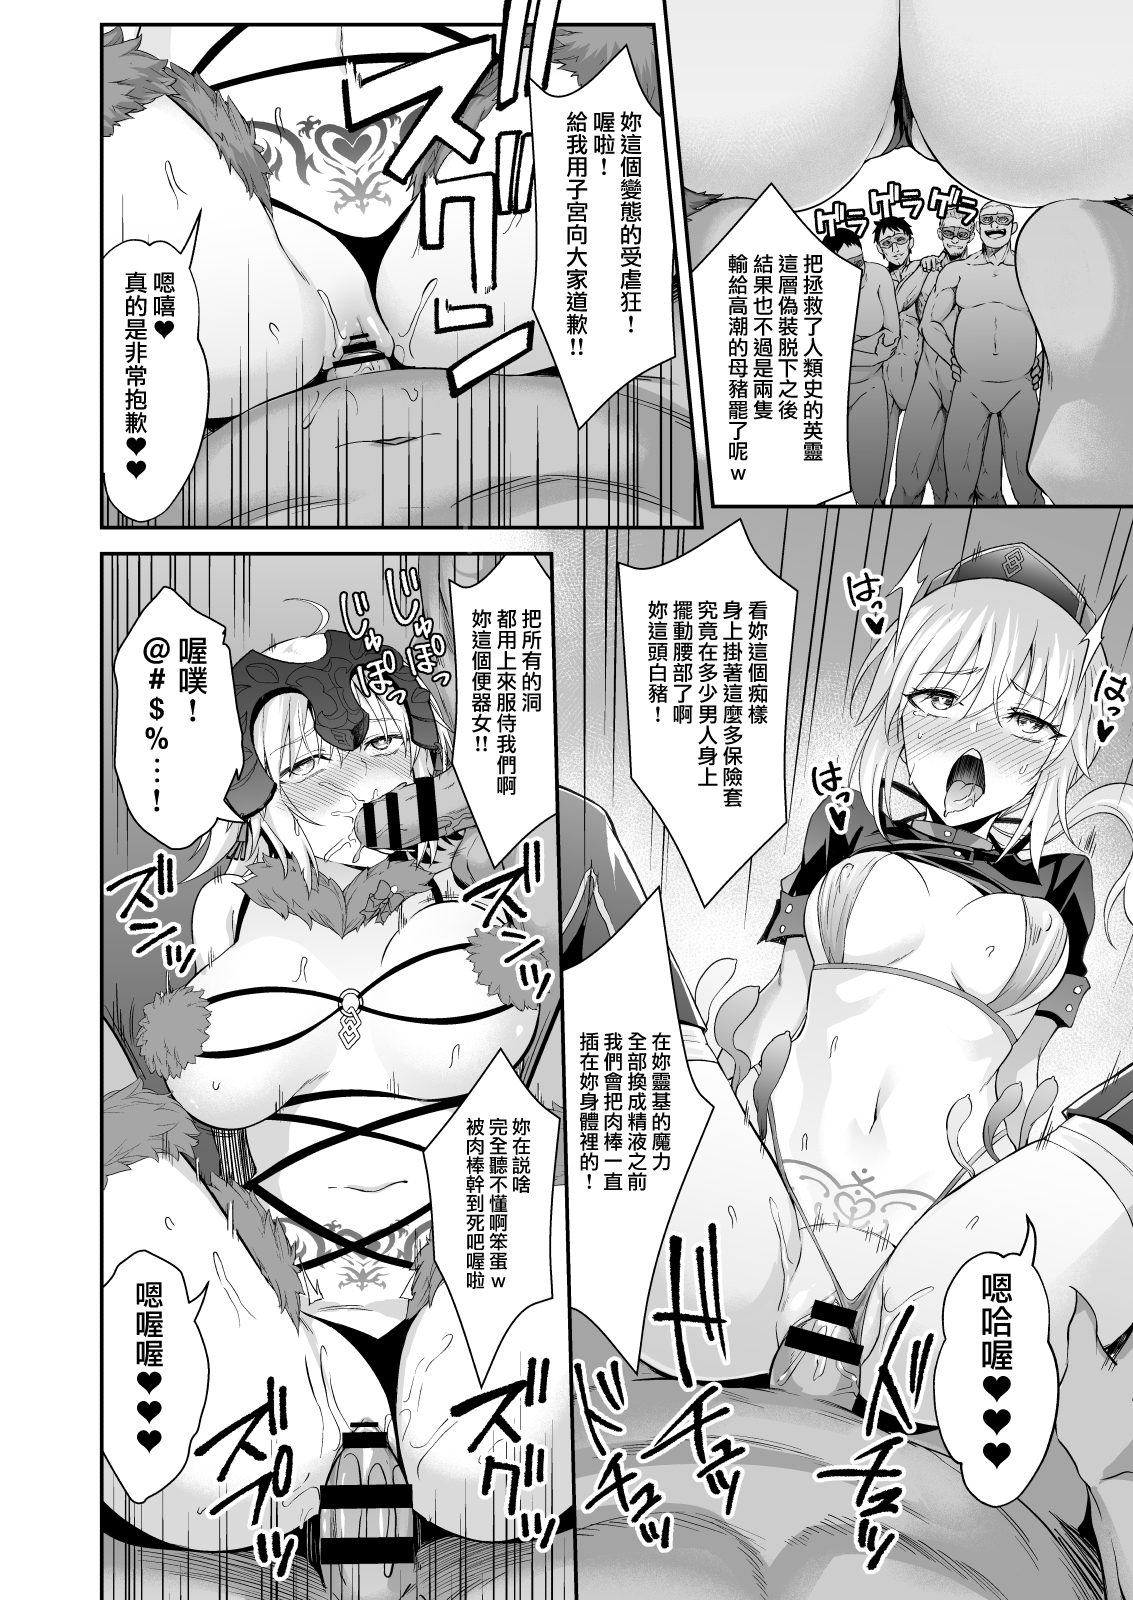 把拯救了人類史的英靈
這層偽裝脫下之後
結果也不過是兩隻
輸給高潮的母豬罷了呢w
ゲラ
ゲラ
ゲラ
妳這個變態的受虐狂！
喔啦！
給我用子宮向大家道歉!!
ズグンッ
嗯嘻♥
真的是非常抱歉♥♥
看妳這個痴樣
身上掛著這麼多保險套
究竟在多少男人身上
擺動腰部了啊
妳這頭白豬！
はっ♥
はっ♥
はっ♥
在妳靈基的魔力
全部換成精液之前
我們會把肉棒一直
插在妳身體裡的！
嗯哈喔♥♥♥
ドチュッ
ドチュッ
ズンッ
把所有的洞
都用上來服侍我們啊
妳這個便器女!!
じゅぽっ
じゅぽっ
喔噗！
@#$%…！
ズンッ
ズンッ
妳在説啥
完全聽不懂啊笨蛋w
被肉棒幹到死吧喔啦
嗯喔喔♥♥♥
ズプッ
ズプッ